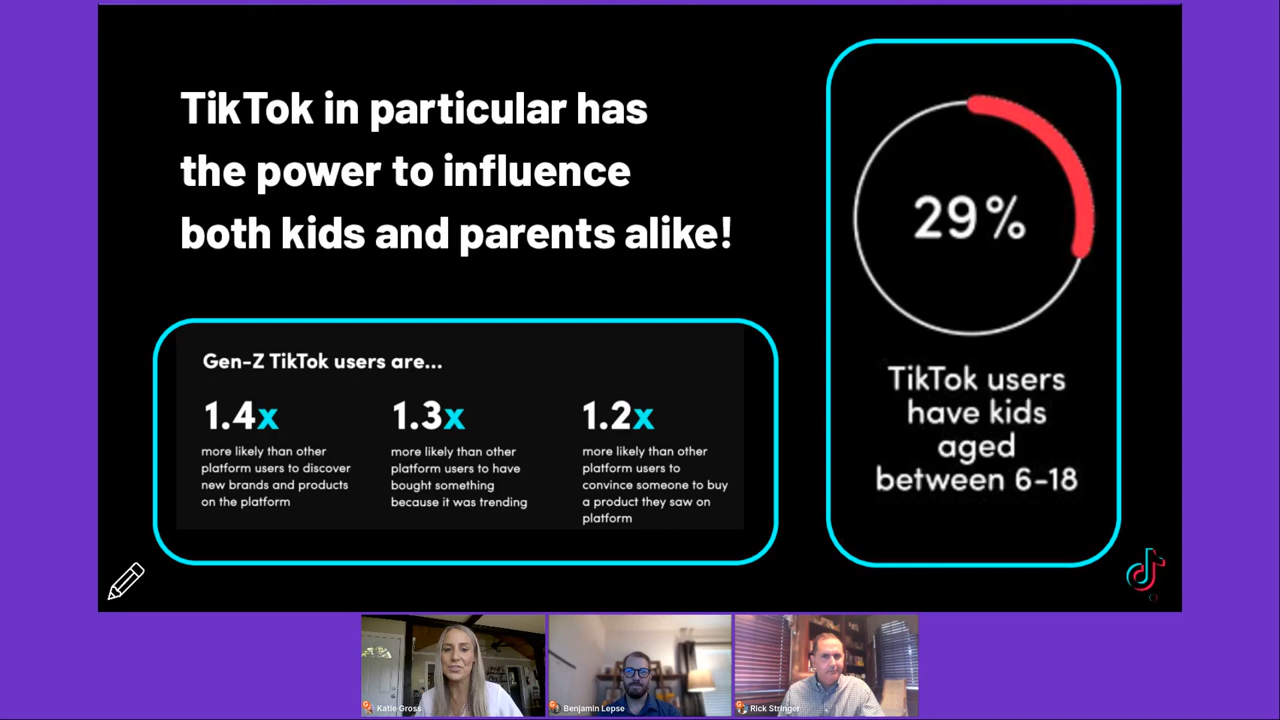 TikTok in particular has
the power to influence
both kids and parents alike!
Gen-Z TikTok users are...
1.4x
more likely than other
platform users to discover
new brands and products
on the platform
1.3x
more likely than other
platform users to have
bought something
because it was trending
1.2x
more likely than other
platform users to
convince someone to buy
a product they saw on
platform
29%
TikTok users
have kids
aged
between 6-18
Katie Gross
Benjamin Lepse
Rick Stringer